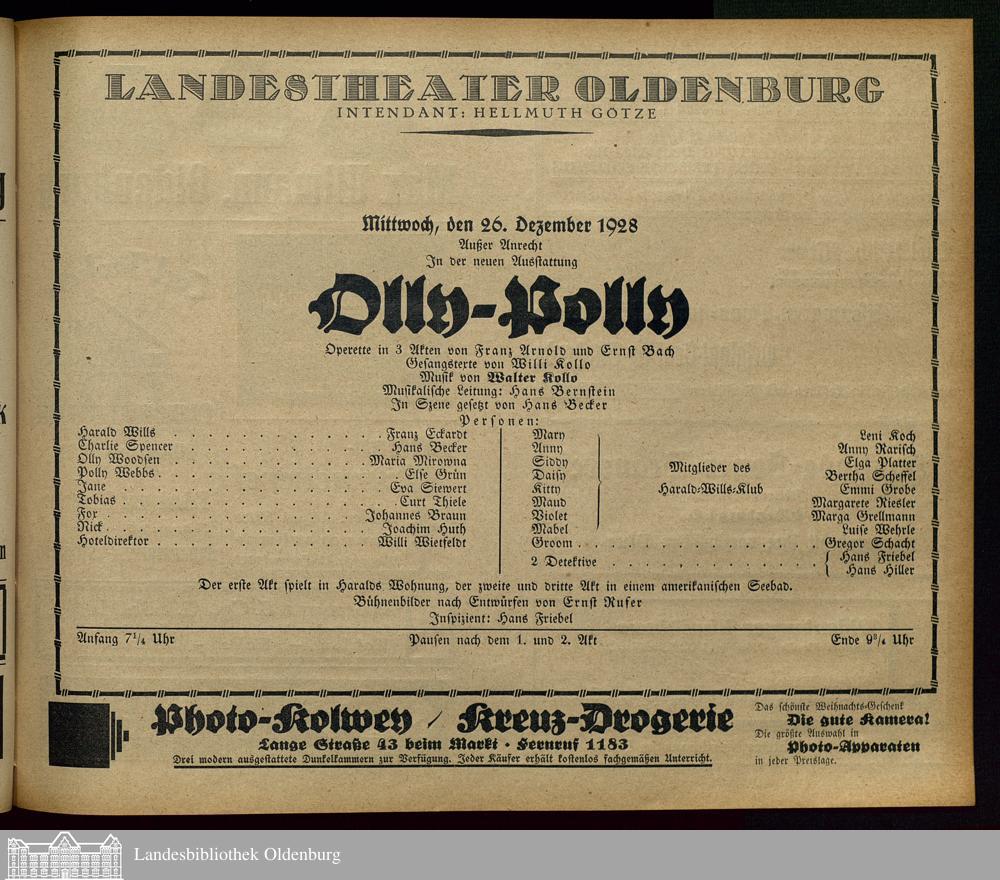 LANDESTHEATER OLDENBURG
INTENDANT: HELLMUTH GÖTZE
Mittwoch, den 26. Dezember 1928
Außer Anrecht
In der neuen Ausstattung
Olly-Polly
Operette in 3 Akten von Franz Arnold und Ernst Bach
Gesangstexte von Willi Kollo
Musik von Walter Kollo
Musikalische Leitung: Hans Bernstein
In Szene gesetzt von Hans Becker
Personen:
Harald Wills . . . . . . . . . . . Franz Eckardt
Charlie Spencer . . . . . . . . . . . Hans Becker
Olly Woodsen . . . . . . . . . . . Maria Mirowna
Polly Webbs . . . . . . . . . . . Else Grün
Jane . . . . . . . . . . . Eva Siewert
Tobias . . . . . . . . . . . Curt Thiele
Fox . . . . . . . . . . . Johannes Braun
Nick . . . . . . . . . . . Joachim Huth
Hoteldirektor . . . . . . . . . . . Willi Wietfeldt
Mary Leni Koch
Anny Anny Rarisch
Siddy Elga Platter
Mitglieder des
Daisy Bertha Scheffel
Kitty Harald-Wills-Klub Emmi Grobe
Maud Margarete Riesler
Violet Marga Grellmann
Mabel Luise Wehrle
Groom . . . . . . . . . . . Gregor Schacht
2 Detektive . . . . . . . . . . . { Hans Friebel
Hans Hiller
Der erste Akt spielt in Haralds Wohnung, der zweite und dritte Akt in einem amerikanischen Seebad.
Bühnenbilder nach Entwürfen von Ernst Rufer
Inspizient: Hans Friebel
Anfang 7¼ Uhr Pausen nach dem 1. und 2. Akt Ende 9¾ Uhr
Photo-Kolwey / Kreuz-Drogerie
Lange Straße 43 beim Markt · Fernruf 1183
Drei modern ausgestattete Dunkelkammern zur Verfügung. Jeder Käufer erhält kostenlos fachgemäßen Unterricht.
Das schönste Weihnachts-Geschenk
Die gute Kamera!
Die größte Auswahl in
Photo-Apparaten
in jeder Preislage.
Landesbibliothek Oldenburg